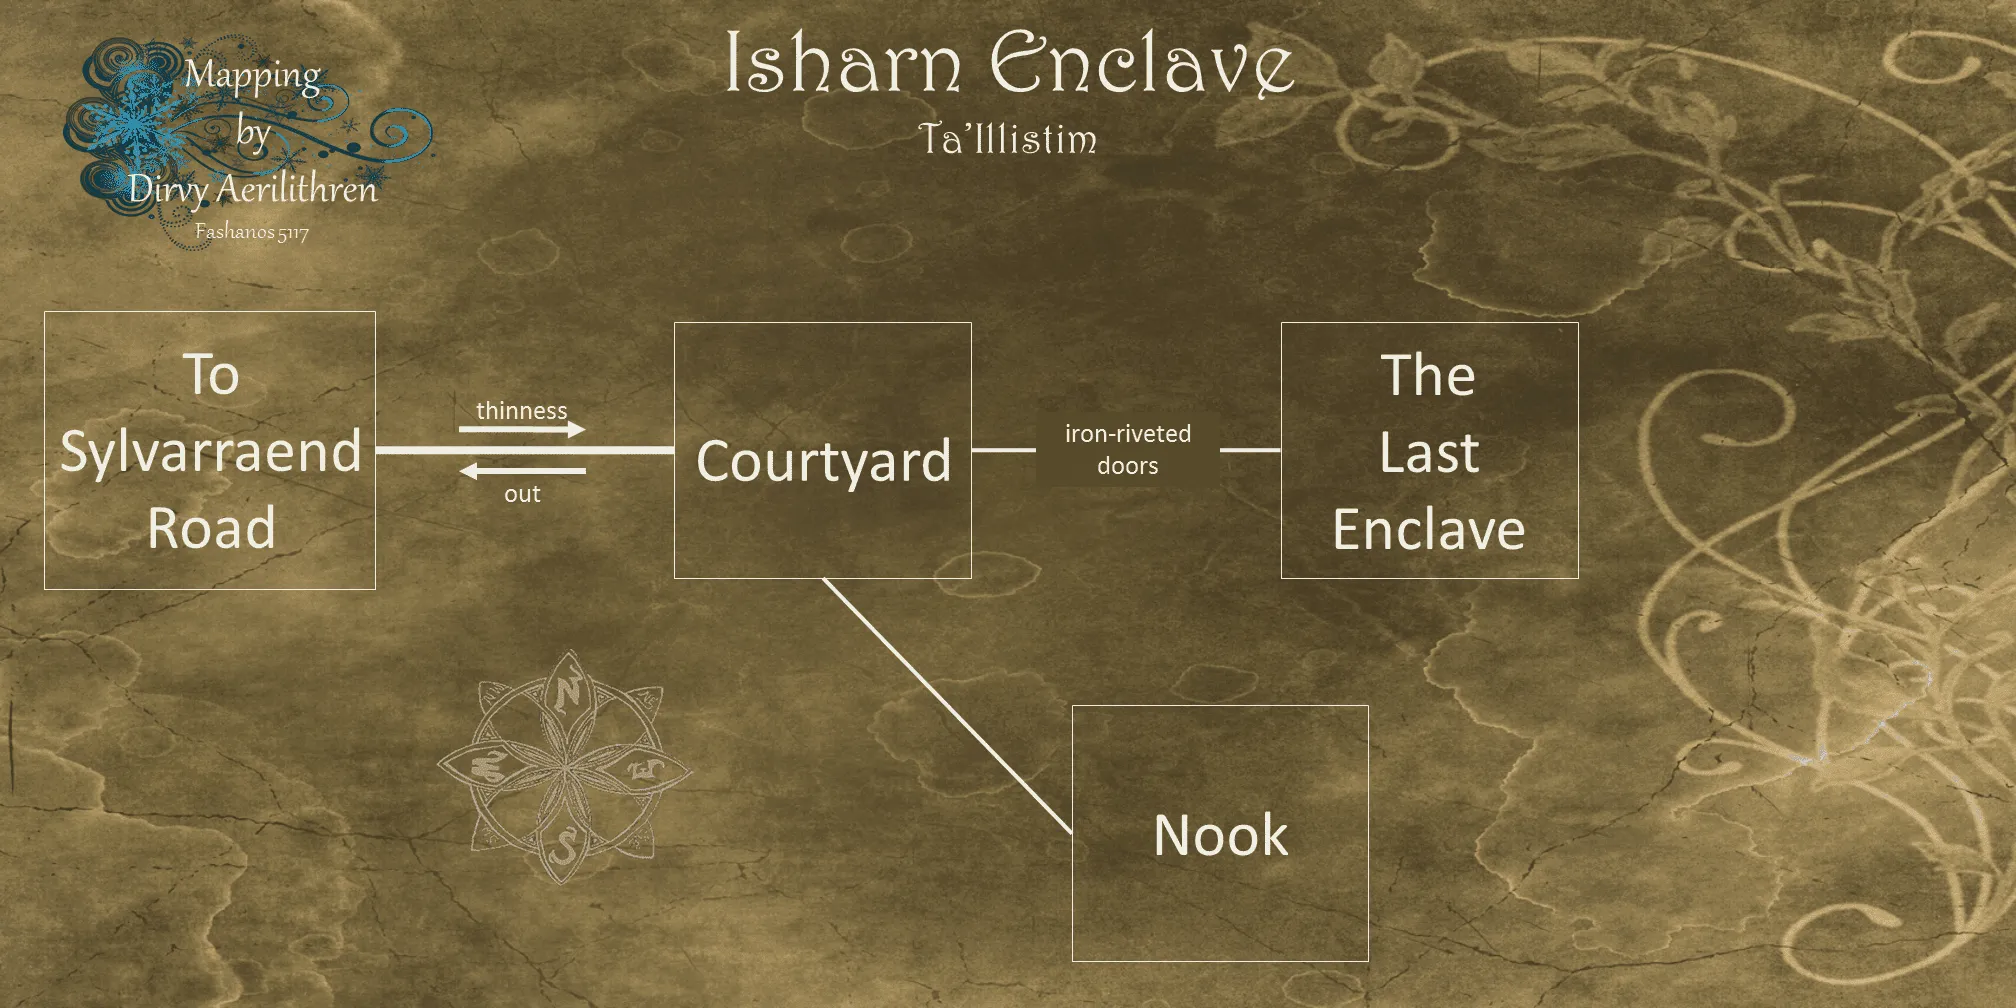 Isharn Enclave
Ta'Illistim
Mapping
by
Dirvy Aerilithren
Fashanos 5117
To
Sylvarraend
Road
thinness
out
Courtyard
iron-riveted
doors
The
Last
Enclave
N
S
Nook